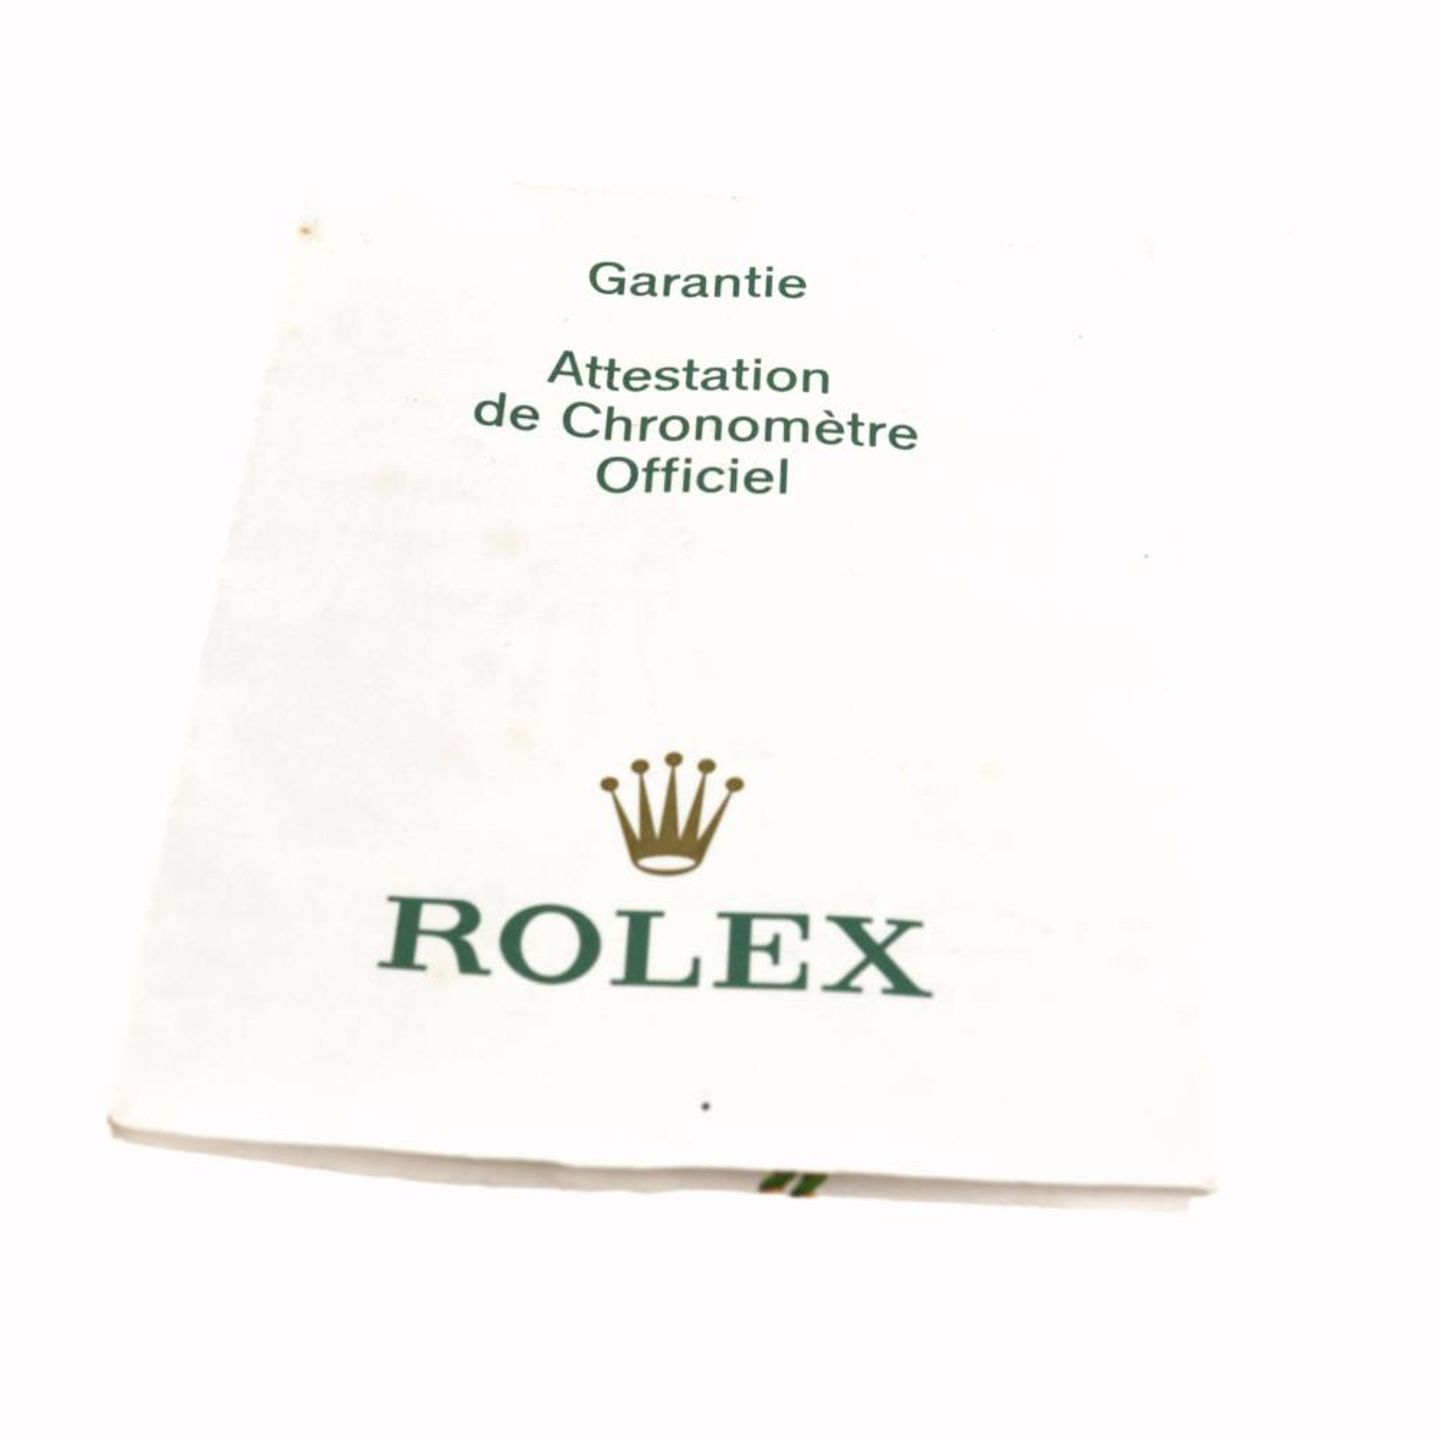 Garantie
Attestation
de Chronomètre
Officiel
ROLEX